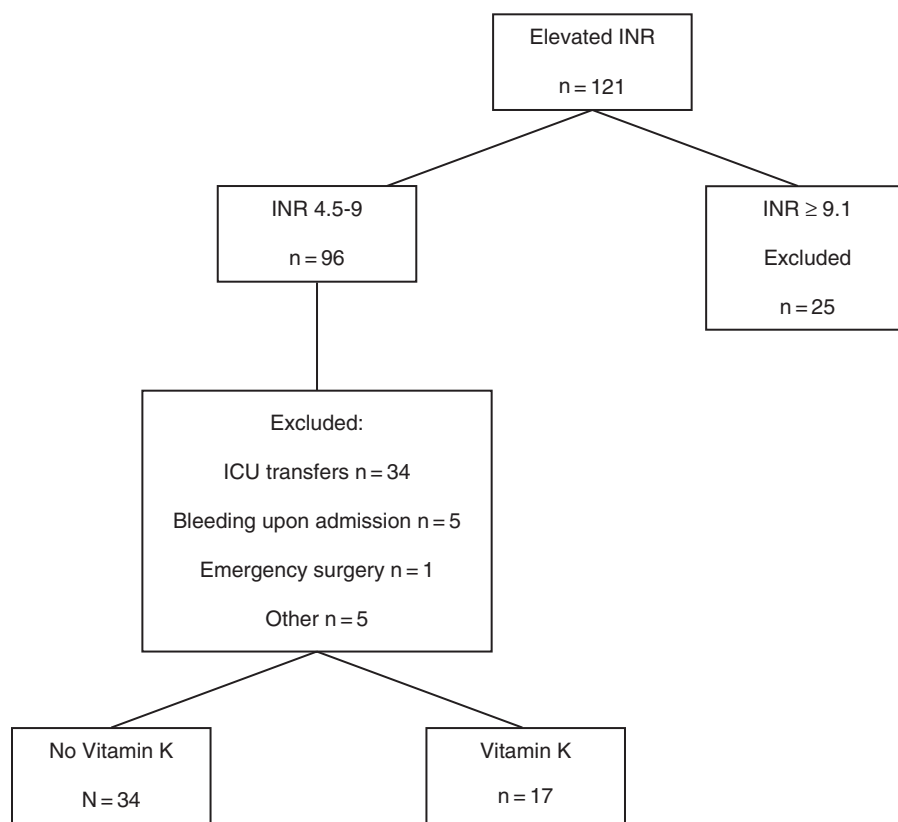 Elevated INR
n = 121
INR 4.5-9
n = 96
INR ≥ 9.1
Excluded
n = 25
Excluded:
ICU transfers n = 34
Bleeding upon admission n = 5
Emergency surgery n = 1
Other n = 5
No Vitamin K
N = 34
Vitamin K
n = 17